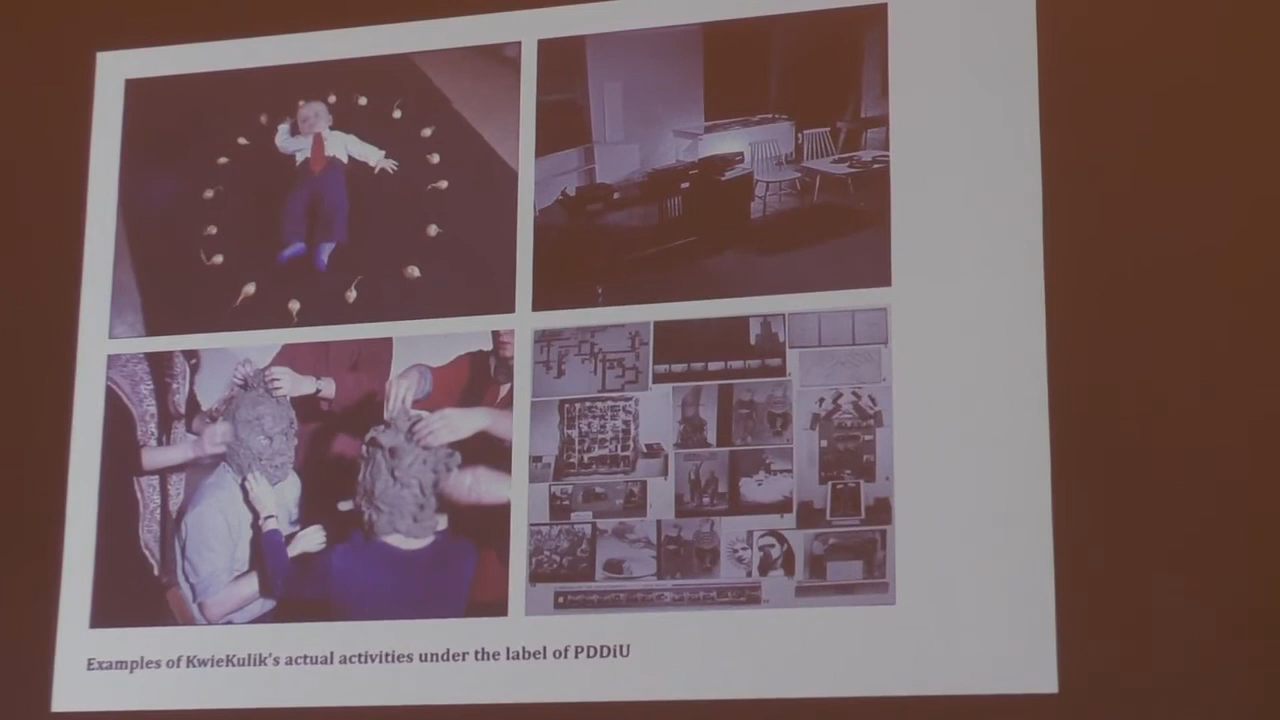 Examples of KwieKulik's actual activities under the label of PDDiU